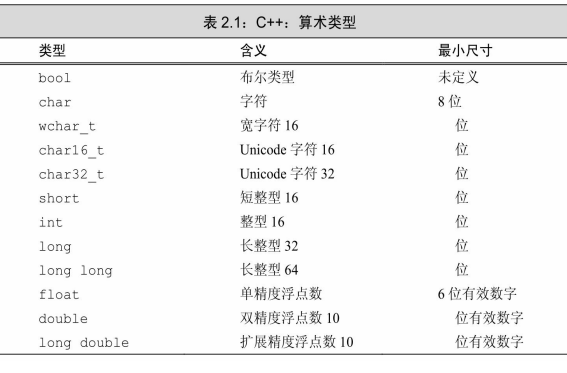 表 2.1：C++：算术类型
类型 含义 最小尺寸
bool 布尔类型 未定义
char 字符 8 位
wchar_t 宽字符 16 位
char16_t Unicode 字符 16 位
char32_t Unicode 字符 32 位
short 短整型 16 位
int 整型 16 位
long 长整型 32 位
long long 长整型 64 位
float 单精度浮点数 6 位有效数字
double 双精度浮点数 10 位有效数字
long double 扩展精度浮点数 10 位有效数字